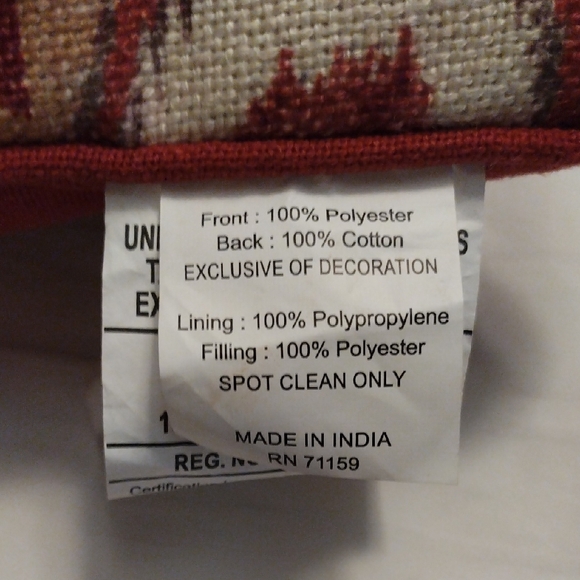 Front : 100% Polyester
Back : 100% Cotton
EXCLUSIVE OF DECORATION
Lining : 100% Polypropylene
Filling : 100% Polyester
SPOT CLEAN ONLY
MADE IN INDIA
RN 71159
REG.